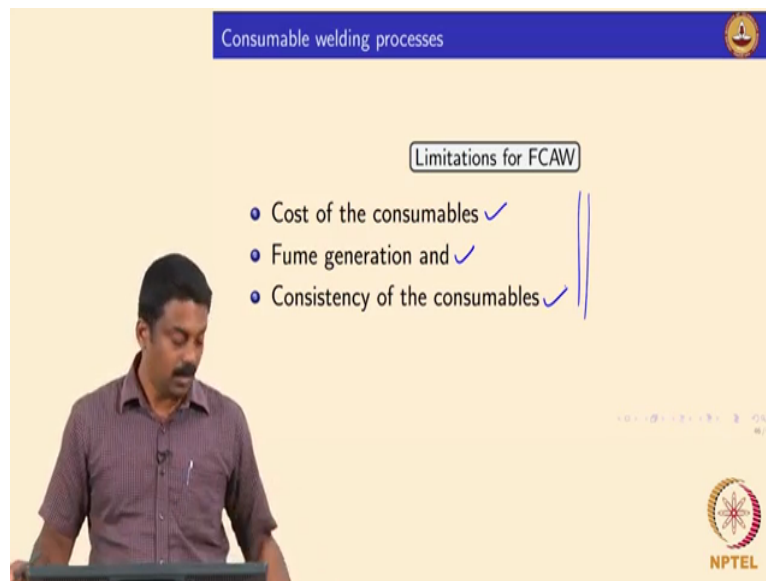 Consumable welding processes
Limitations for FCAW
Cost of the consumables
Fume generation and
Consistency of the consumables
NPTEL